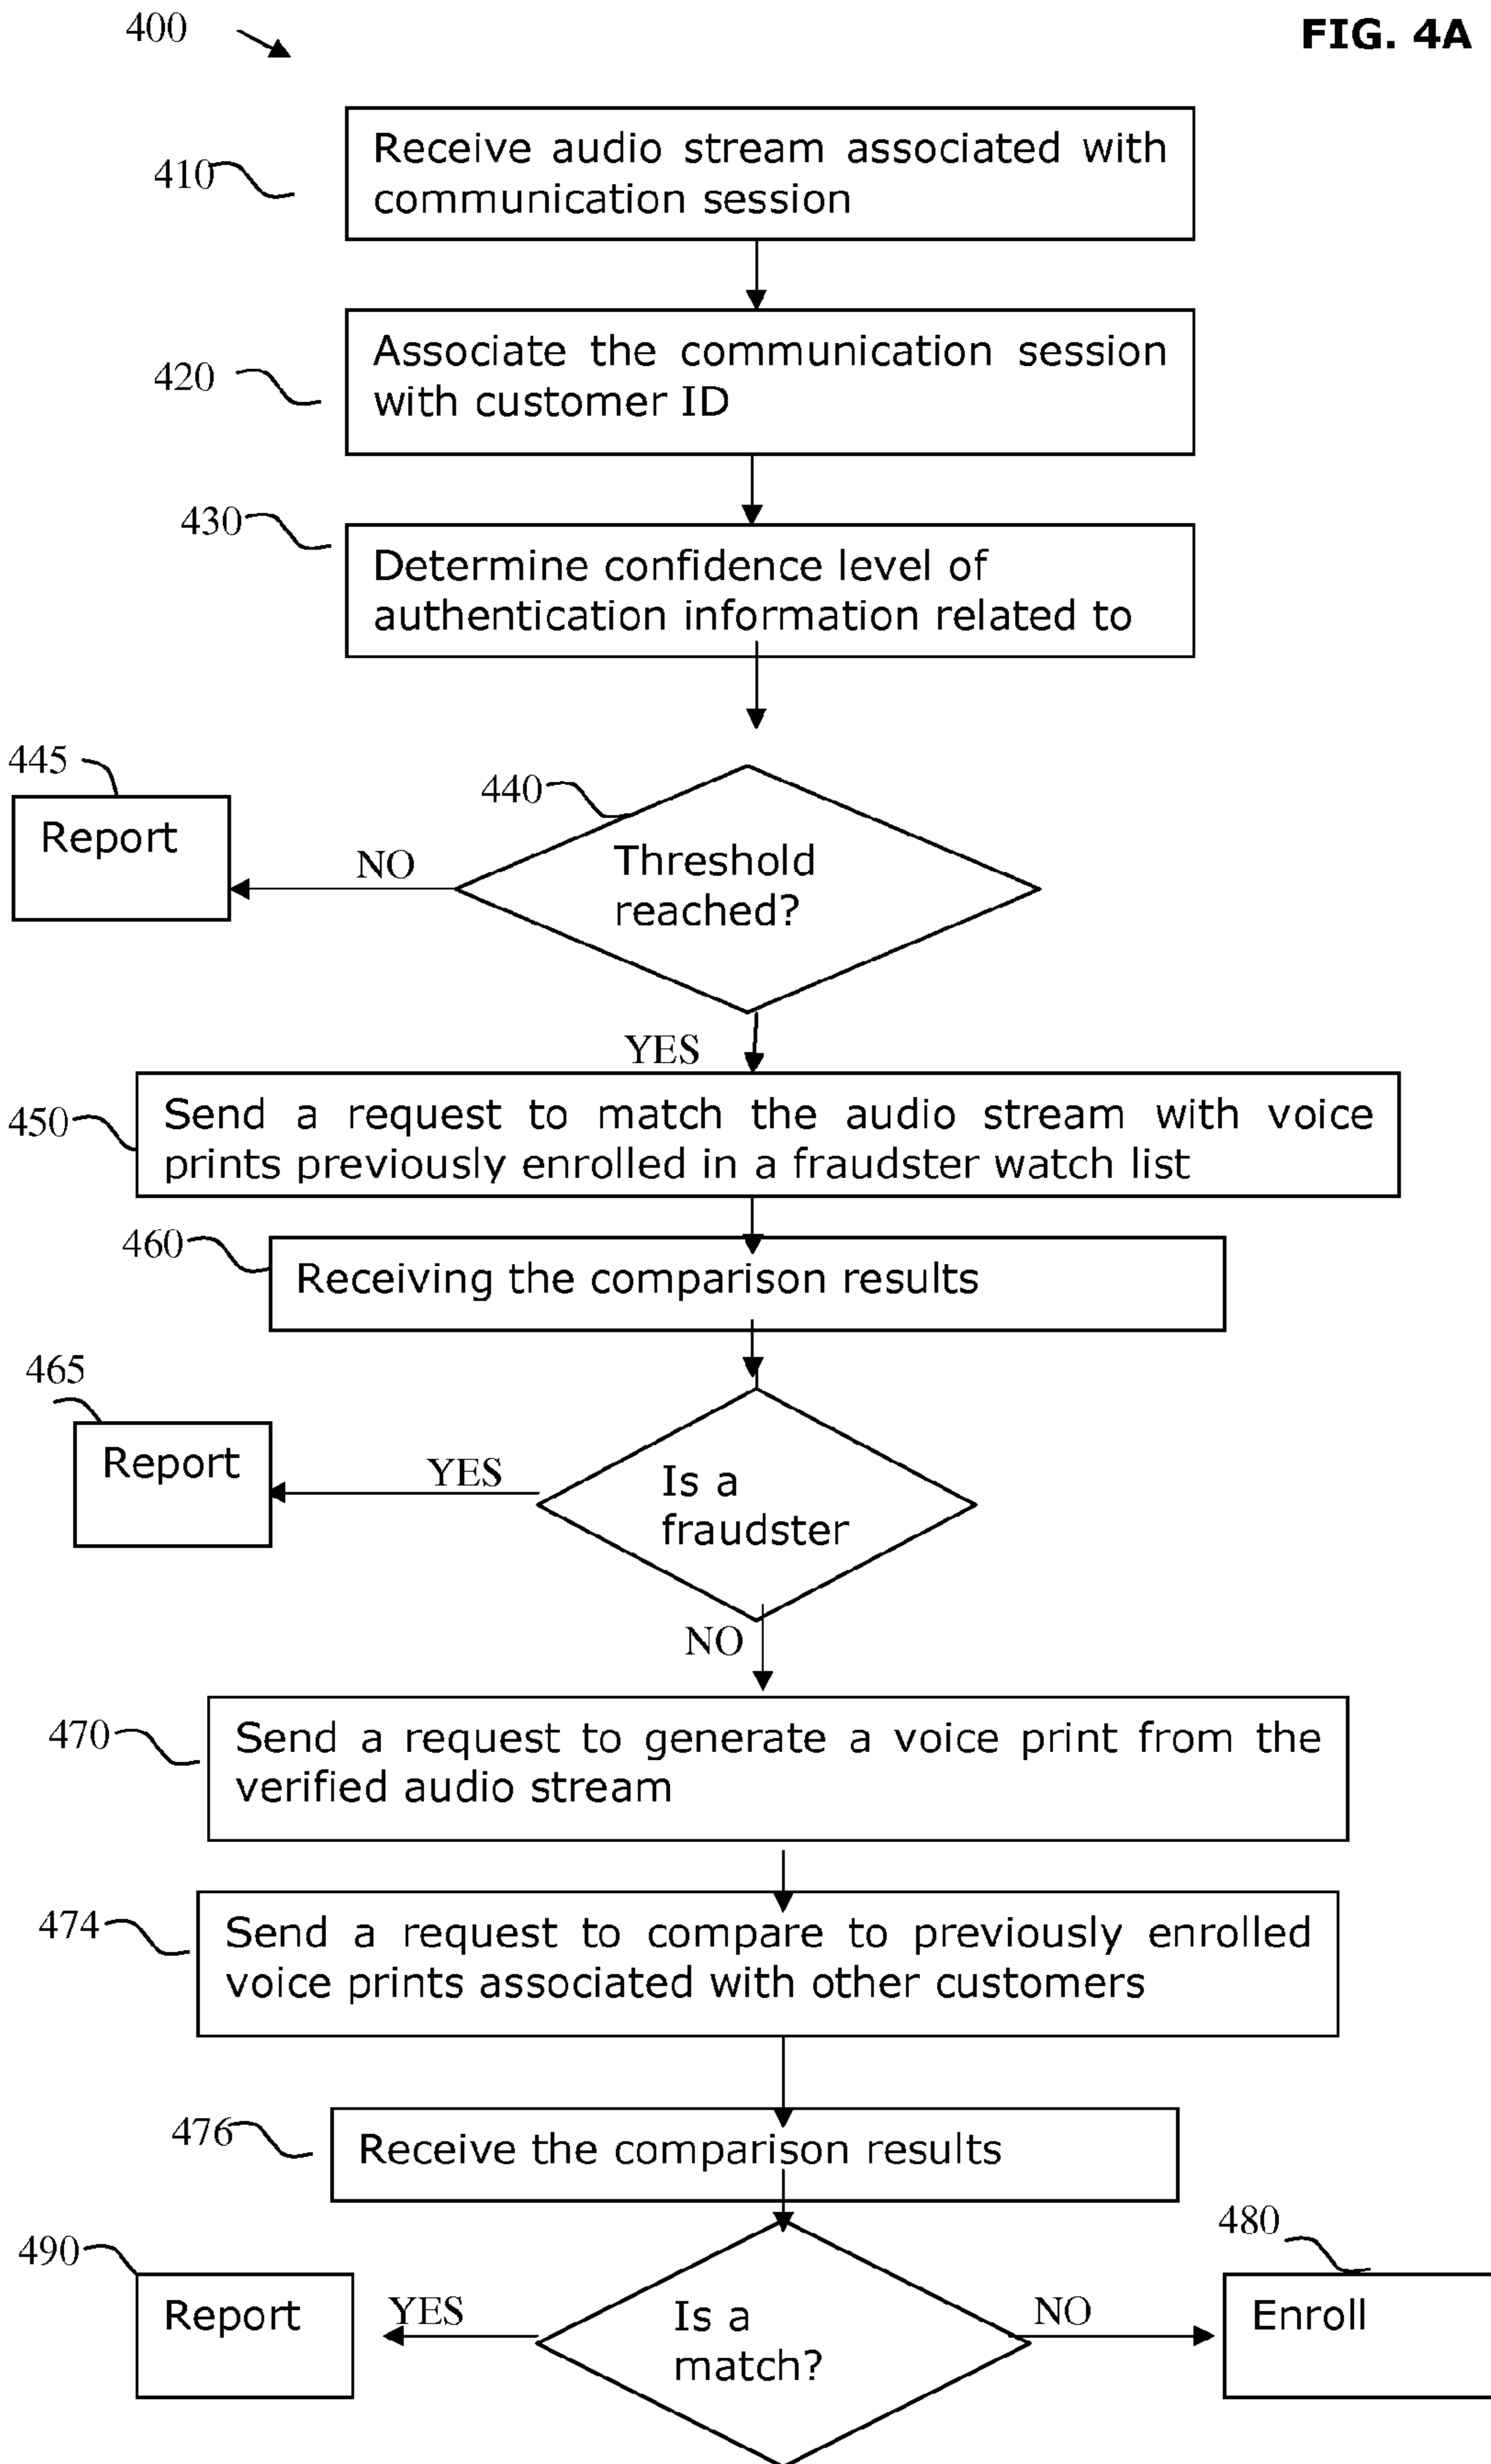 400
FIG. 4A
410
Receive audio stream associated with
communication session
420
Associate the communication session
with customer ID
430
Determine confidence level of
authentication information related to
445
Report
440
NO
Threshold
reached?
YES
450
Send a request to match the audio stream with voice
prints previously enrolled in a fraudster watch list
460
Receiving the comparison results
465
Report
YES
Is a
fraudster
NO
470
Send a request to generate a voice print from the
verified audio stream
474
Send a request to compare to previously enrolled
voice prints associated with other customers
476
Receive the comparison results
490
Report
YES
Is a
match?
NO
480
Enroll